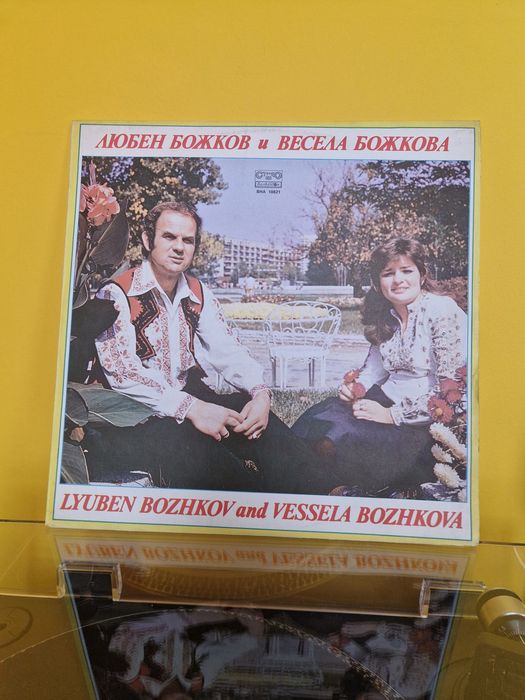 ЛЮБЕН БОЖКОВ и ВЕСЕЛА БОЖКОВА
ВНА 10821
LYUBEN BOZHKOV and VESSELA BOZHKOVA